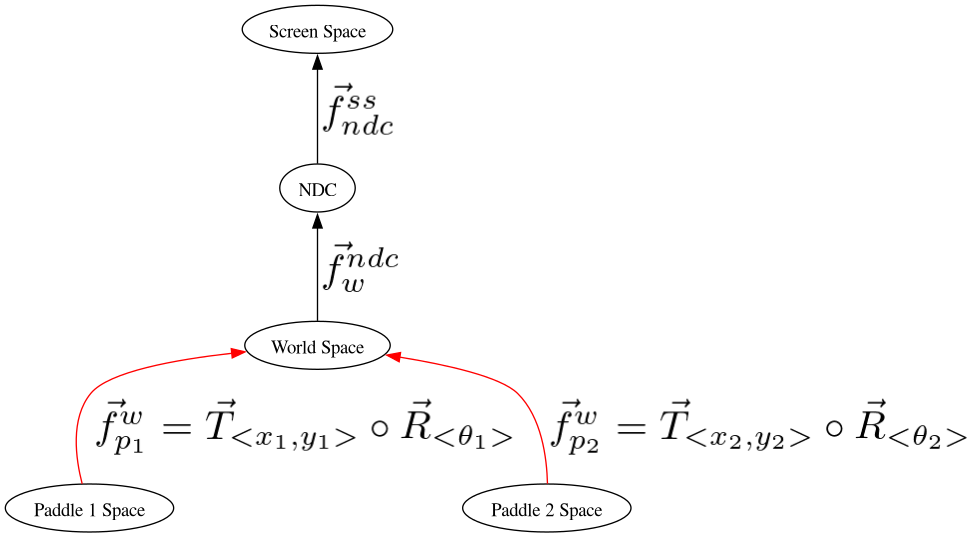 Screen Space
$\vec{f}_{ndc}^{ss}$
NDC
$\vec{f}_{w}^{ndc}$
World Space
$\vec{f}_{p_1}^{w} = \vec{T}_{<x_1,y_1>} \circ \vec{R}_{<\theta_1>}$
$\vec{f}_{p_2}^{w} = \vec{T}_{<x_2,y_2>} \circ \vec{R}_{<\theta_2>}$
Paddle 1 Space
Paddle 2 Space